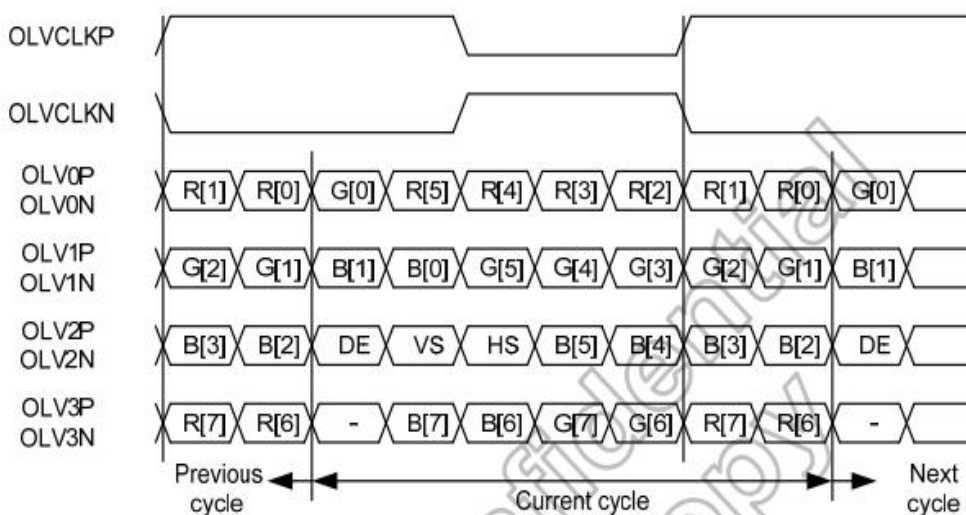 OLVCLKP
OLVCLKN
OLV0P
OLV0N
R[1] R[0] G[0] R[5] R[4] R[3] R[2] R[1] R[0] G[0]
OLV1P
OLV1N
G[2] G[1] B[1] B[0] G[5] G[4] G[3] G[2] G[1] B[1]
OLV2P
OLV2N
B[3] B[2] DE VS HS B[5] B[4] B[3] B[2] DE
OLV3P
OLV3N
R[7] R[6] - B[7] B[6] G[7] G[6] R[7] R[6] -
Previous
cycle
Current cycle
Next
cycle
nfidential
opy